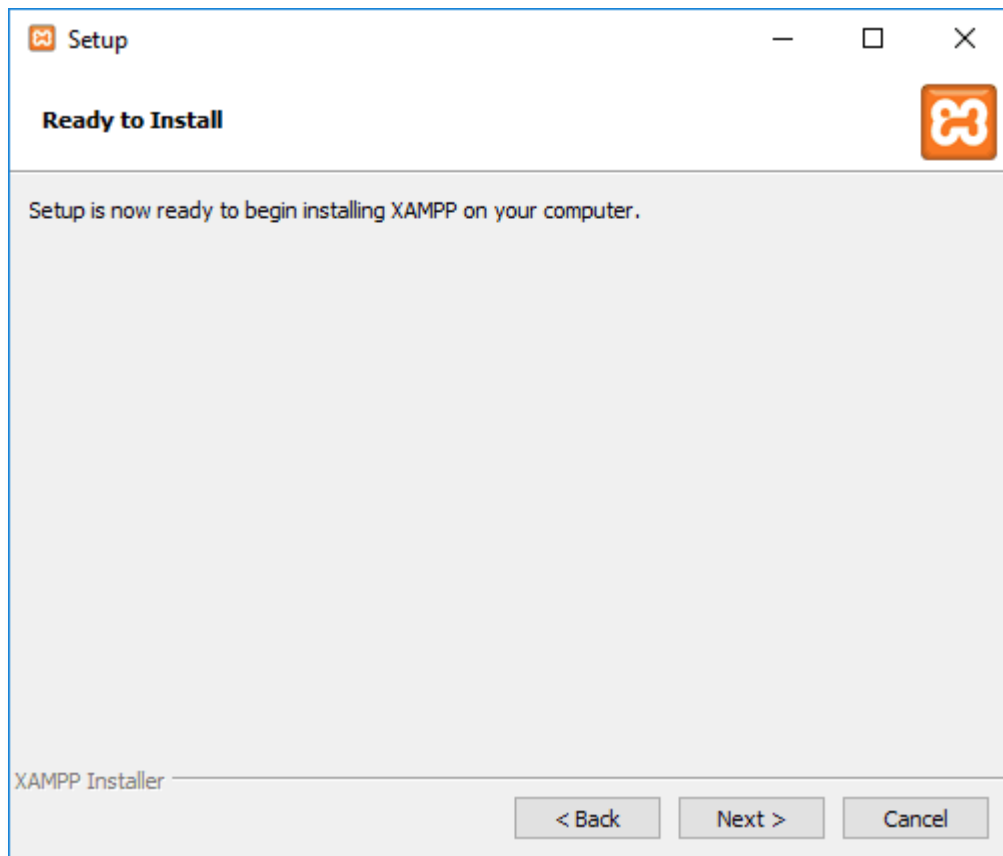 Setup
Ready to Install
Setup is now ready to begin installing XAMPP on your computer.
XAMPP Installer
< Back
Next >
Cancel